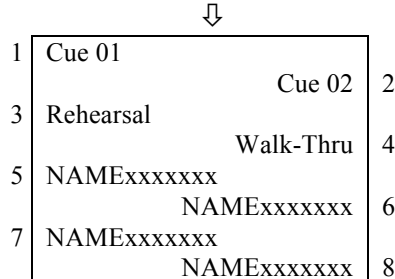 ⇩
1 Cue 01
Cue 02 2
3 Rehearsal
Walk-Thru 4
5 NAMExxxxxxx
NAMExxxxxxx 6
7 NAMExxxxxxx
NAMExxxxxxx 8